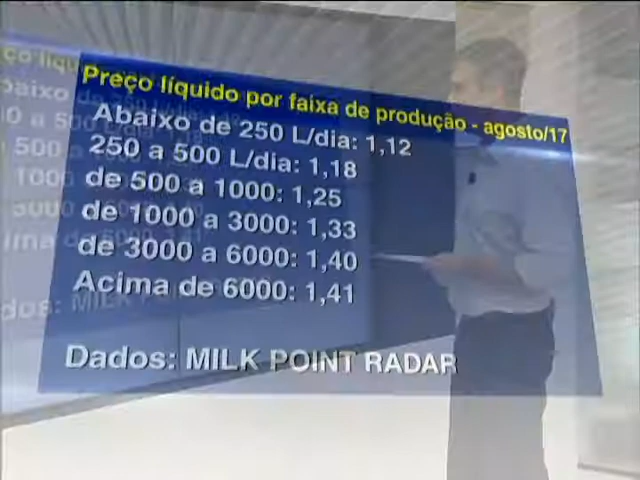 Preço líquido por faixa de produção - agosto/17
Abaixo de 250 L/dia: 1,12
250 a 500 L/dia: 1,18
de 500 a 1000: 1,25
de 1000 a 3000: 1,33
de 3000 a 6000: 1,40
Acima de 6000: 1,41
Dados: MILK POINT RADAR